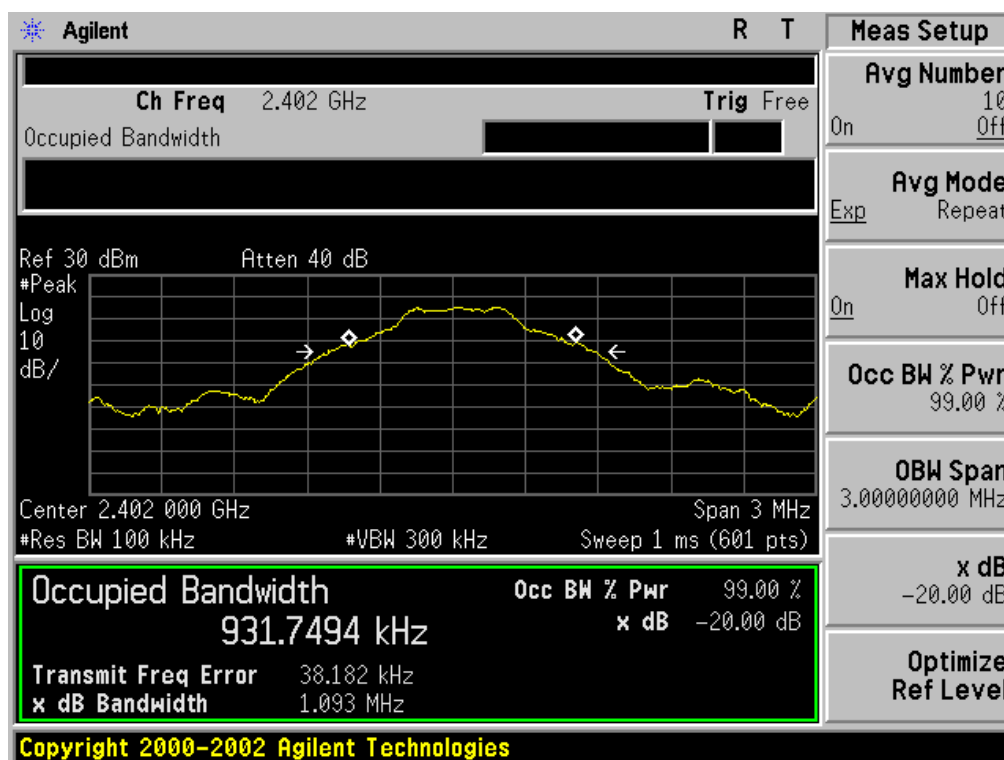 Agilent R T
Ch Freq 2.402 GHz Trig Free
Occupied Bandwidth
Ref 30 dBm Atten 40 dB
#Peak
Log
10
dB/
Center 2.402 000 GHz Span 3 MHz
#Res BW 100 kHz #VBW 300 kHz Sweep 1 ms (601 pts)
Occupied Bandwidth Occ BW % Pwr 99.00 %
931.7494 kHz x dB -20.00 dB
Transmit Freq Error 38.182 kHz
x dB Bandwidth 1.093 MHz
Copyright 2000-2002 Agilent Technologies
Meas Setup
Avg Number
10
On Off
Avg Mode
Exp Repeat
Max Hold
On Off
Occ BW % Pwr
99.00 %
OBW Span
3.00000000 MHz
x dB
-20.00 dB
Optimize
Ref Level